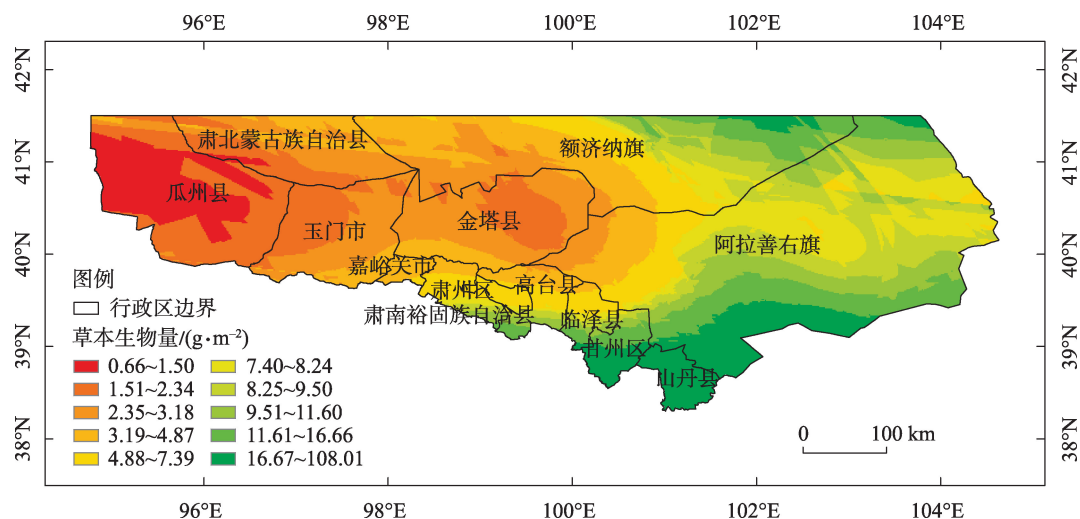 96°E 98°E 100°E 102°E 104°E
42°N 42°N
41°N 41°N
40°N 40°N
39°N 39°N
38°N 38°N
肃北蒙古族自治县
额济纳旗
瓜州县
玉门市
金塔县
阿拉善右旗
嘉峪关市
肃州区
高台县
肃南裕固族自治县
临泽县
甘州区
山丹县
图例
行政区边界
草本生物量/(g·m⁻²)
0.66~1.50 7.40~8.24
1.51~2.34 8.25~9.50
2.35~3.18 9.51~11.60
3.19~4.87 11.61~16.66
4.88~7.39 16.67~108.01
0 100 km
96°E 98°E 100°E 102°E 104°E